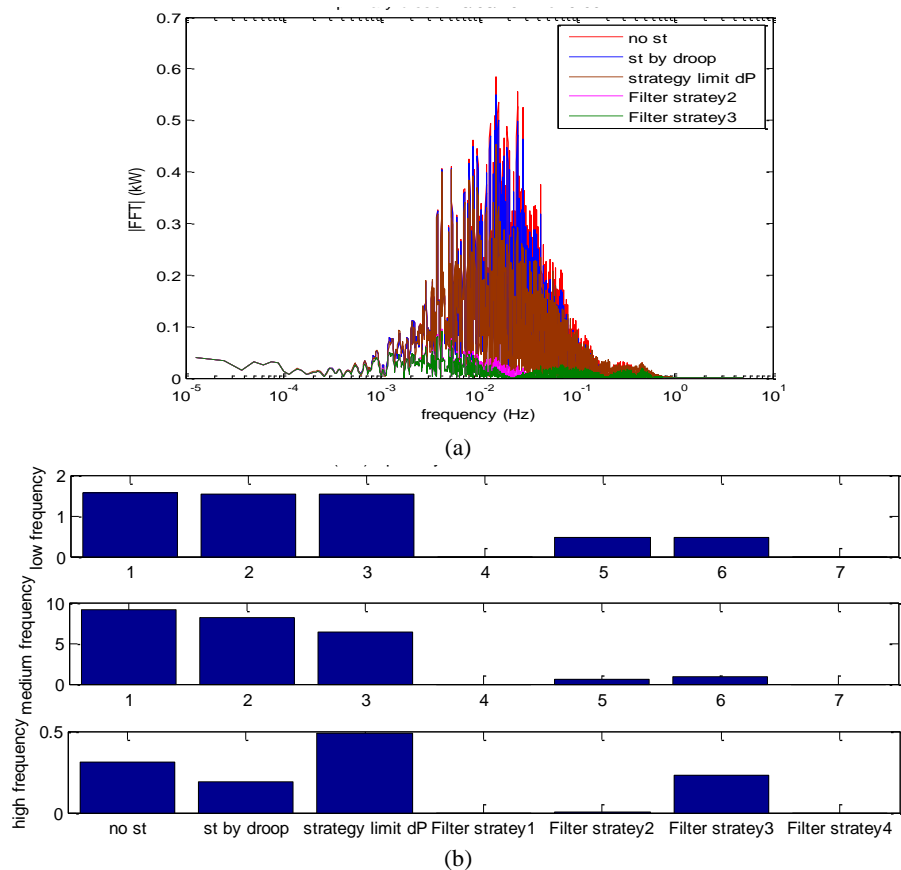 0.7
0.6
0.5
0.4
0.3
0.2
0.1
0
|FFT| (kW)
no st
st by droop
strategy limit dP
Filter stratey2
Filter stratey3
10^-5 10^-4 10^-3 10^-2 10^-1 10^0 10^1
frequency (Hz)
(a)
low frequency
2
1
0
1 2 3 4 5 6 7
medium frequency
10
5
0
1 2 3 4 5 6 7
high frequency
0.5
0
no st st by droop strategy limit dP Filter stratey1 Filter stratey2 Filter stratey3 Filter stratey4
(b)